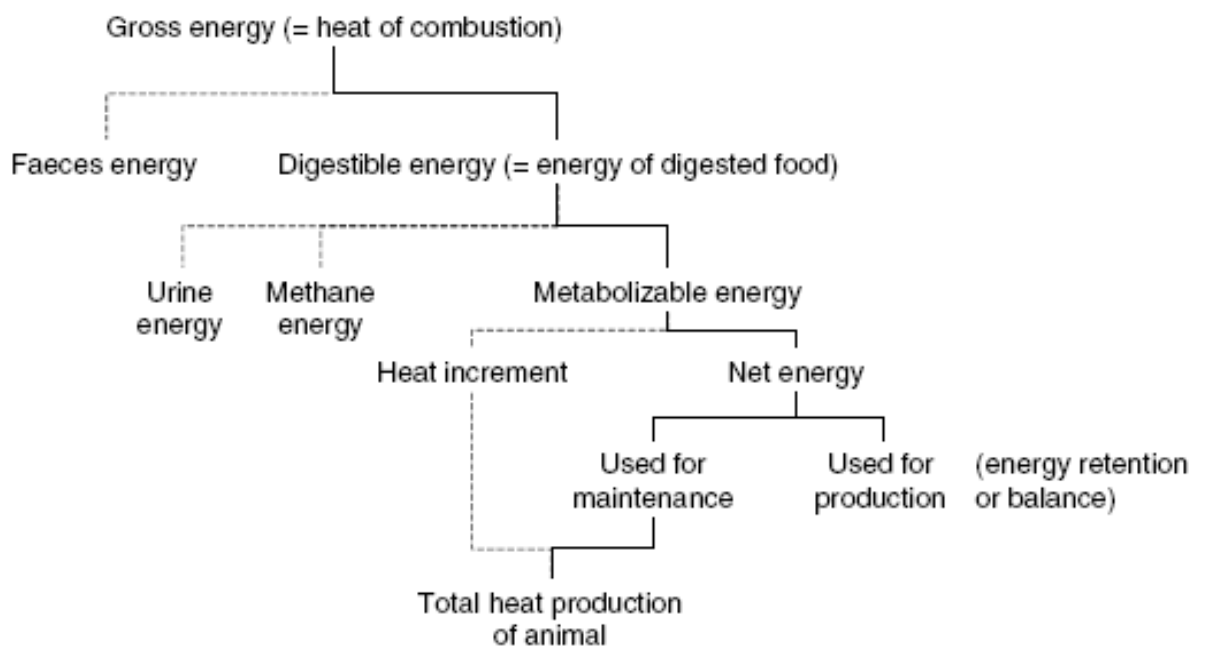 Gross energy (= heat of combustion)
Faeces energy
Digestible energy (= energy of digested food)
Urine
energy
Methane
energy
Metabolizable energy
Heat increment
Net energy
Used for
maintenance
Used for
production
(energy retention
or balance)
Total heat production
of animal